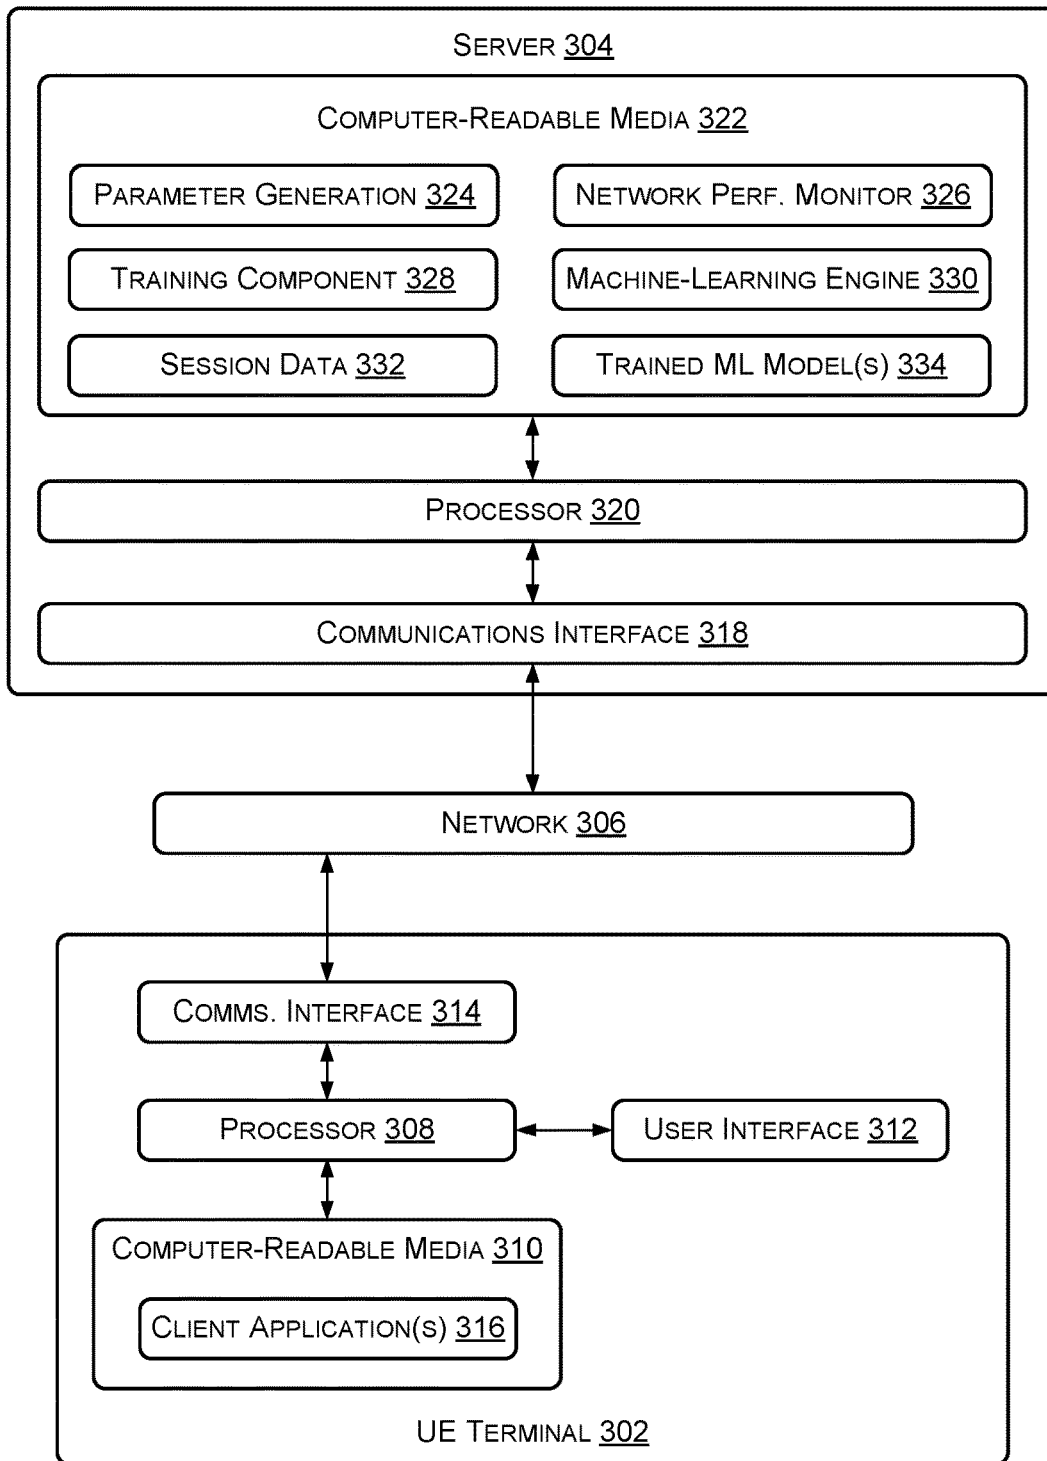 SERVER 304
COMPUTER-READABLE MEDIA 322
PARAMETER GENERATION 324
NETWORK PERF. MONITOR 326
TRAINING COMPONENT 328
MACHINE-LEARNING ENGINE 330
SESSION DATA 332
TRAINED ML MODEL(S) 334
PROCESSOR 320
COMMUNICATIONS INTERFACE 318
NETWORK 306
COMMS. INTERFACE 314
PROCESSOR 308
USER INTERFACE 312
COMPUTER-READABLE MEDIA 310
CLIENT APPLICATION(S) 316
UE TERMINAL 302